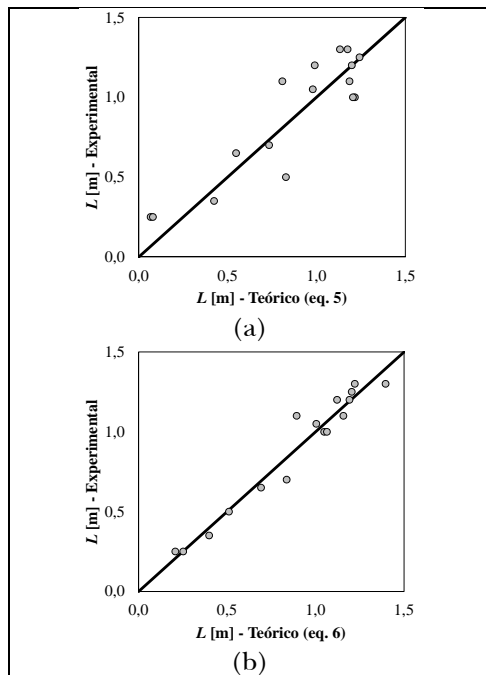 1,5
1,0
0,5
0,0
L [m] - Experimental
0,0 0,5 1,0 1,5
L [m] - Teórico (eq. 5)
(a)
1,5
1,0
0,5
0,0
L [m] - Experimental
0,0 0,5 1,0 1,5
L [m] - Teórico (eq. 6)
(b)